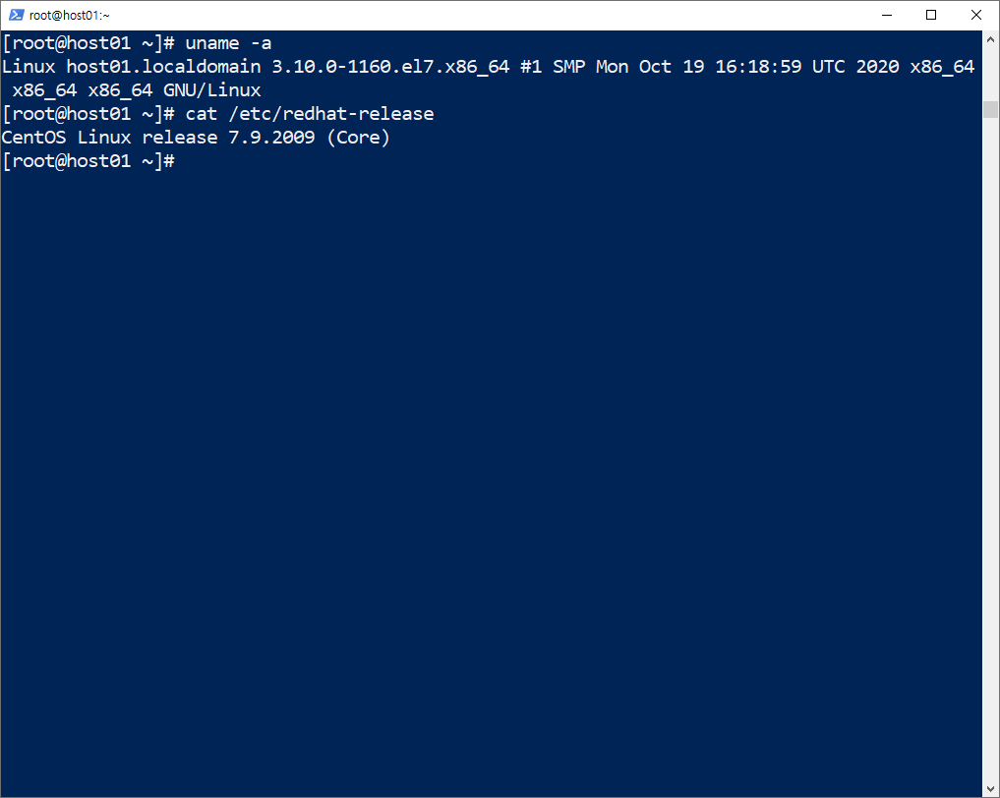 root@host01:~
[root@host01 ~]# uname -a
Linux host01.localdomain 3.10.0-1160.el7.x86_64 #1 SMP Mon Oct 19 16:18:59 UTC 2020 x86_64
x86_64 x86_64 GNU/Linux
[root@host01 ~]# cat /etc/redhat-release
CentOS Linux release 7.9.2009 (Core)
[root@host01 ~]#